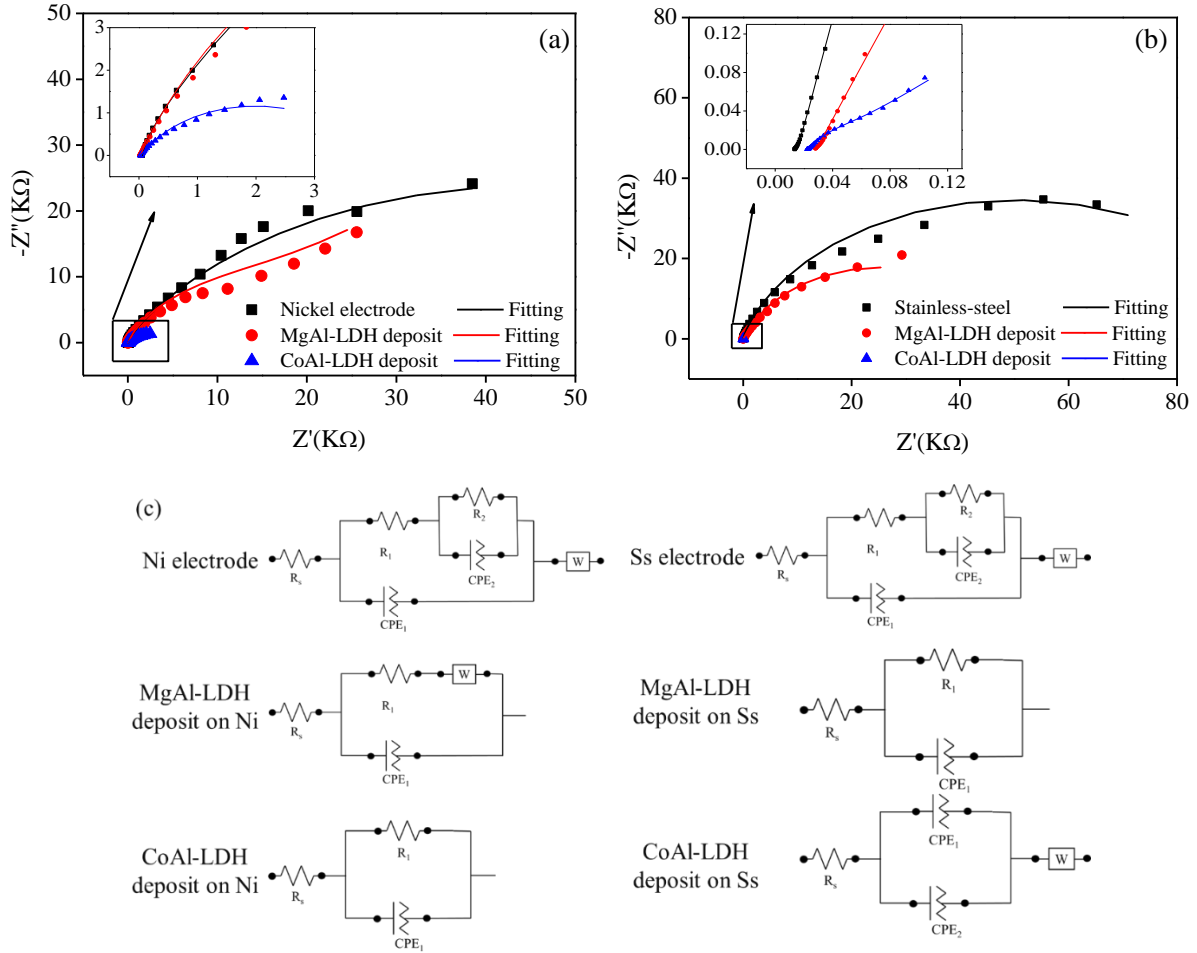 (a)
50
40
30
20
10
0
-Z"(KΩ)
3
2
1
0
0 1 2 3
Nickel electrode Fitting
MgAl-LDH deposit Fitting
CoAl-LDH deposit Fitting
0 10 20 30 40 50
Z'(KΩ)
(b)
80
60
40
20
0
-Z"(KΩ)
0.12
0.08
0.04
0.00
0.00 0.04 0.08 0.12
Stainless-steel Fitting
MgAl-LDH deposit Fitting
CoAl-LDH deposit Fitting
0 20 40 60 80
Z'(KΩ)
(c)
Ni electrode
Rs
R1
R2
CPE2
CPE1
W
Ss electrode
Rs
R1
R2
CPE2
CPE1
W
MgAl-LDH
deposit on Ni
Rs
R1
W
CPE1
MgAl-LDH
deposit on Ss
Rs
R1
CPE1
CoAl-LDH
deposit on Ni
Rs
R1
CPE1
CoAl-LDH
deposit on Ss
Rs
CPE1
CPE2
W